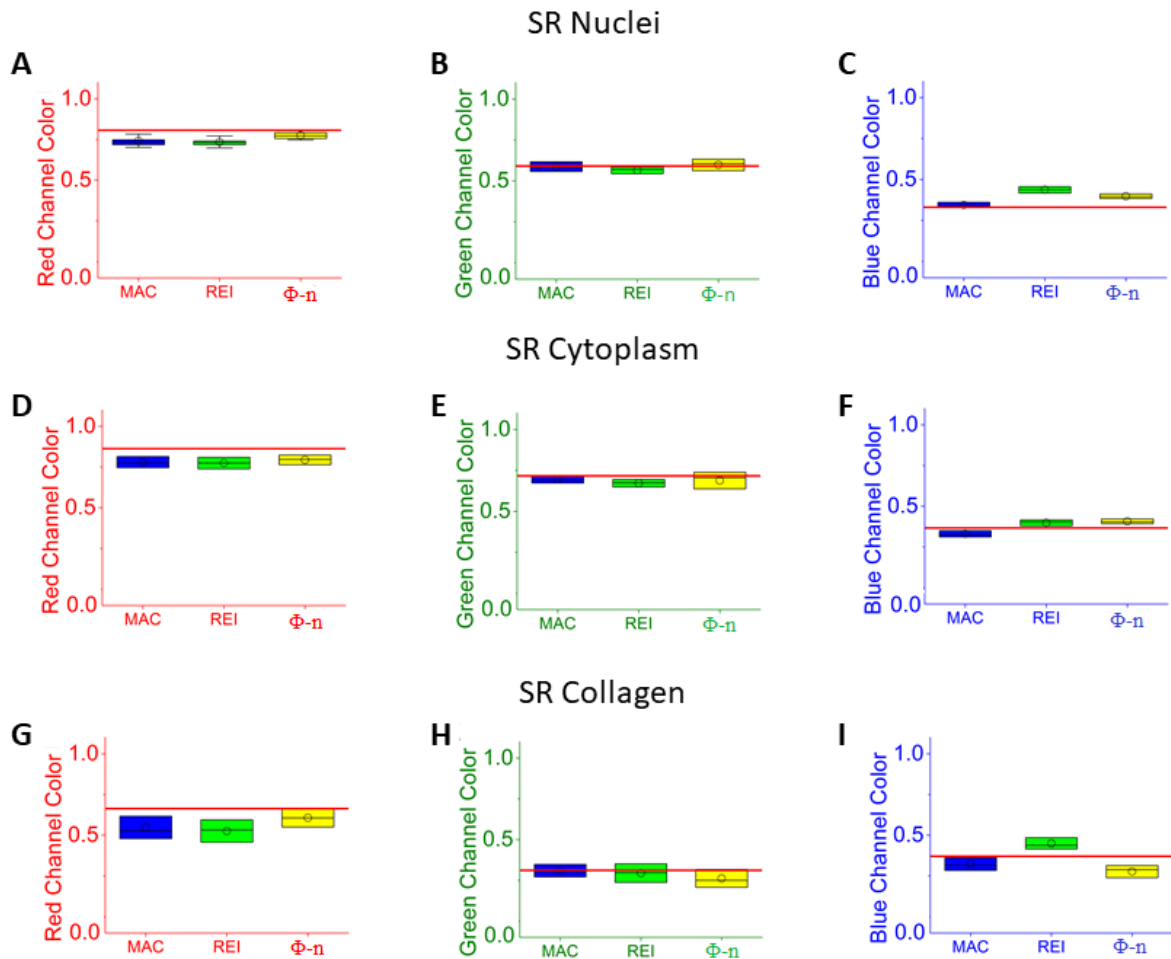 SR Nuclei
A
Red Channel Color
1.0
0.5
0.0
MAC REI Φ-n
B
Green Channel Color
1.0
0.5
0.0
MAC REI Φ-n
C
Blue Channel Color
1.0
0.5
0.0
MAC REI Φ-n
SR Cytoplasm
D
Red Channel Color
1.0
0.5
0.0
MAC REI Φ-n
E
Green Channel Color
1.0
0.5
0.0
MAC REI Φ-n
F
Blue Channel Color
1.0
0.5
0.0
MAC REI Φ-n
SR Collagen
G
Red Channel Color
1.0
0.5
0.0
MAC REI Φ-n
H
Green Channel Color
1.0
0.5
0.0
MAC REI Φ-n
I
Blue Channel Color
1.0
0.5
0.0
MAC REI Φ-n